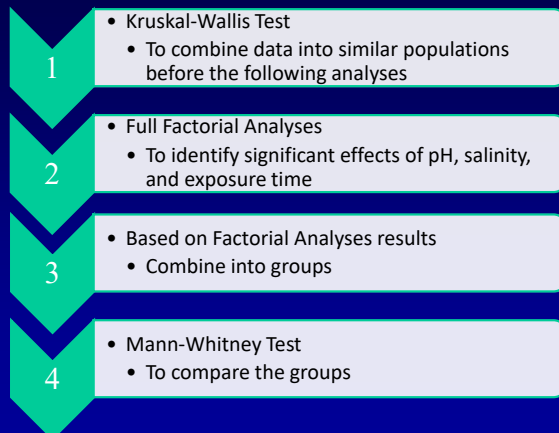 1
• Kruskal-Wallis Test
• To combine data into similar populations
before the following analyses
2
• Full Factorial Analyses
• To identify significant effects of pH, salinity,
and exposure time
3
• Based on Factorial Analyses results
• Combine into groups
4
• Mann-Whitney Test
• To compare the groups